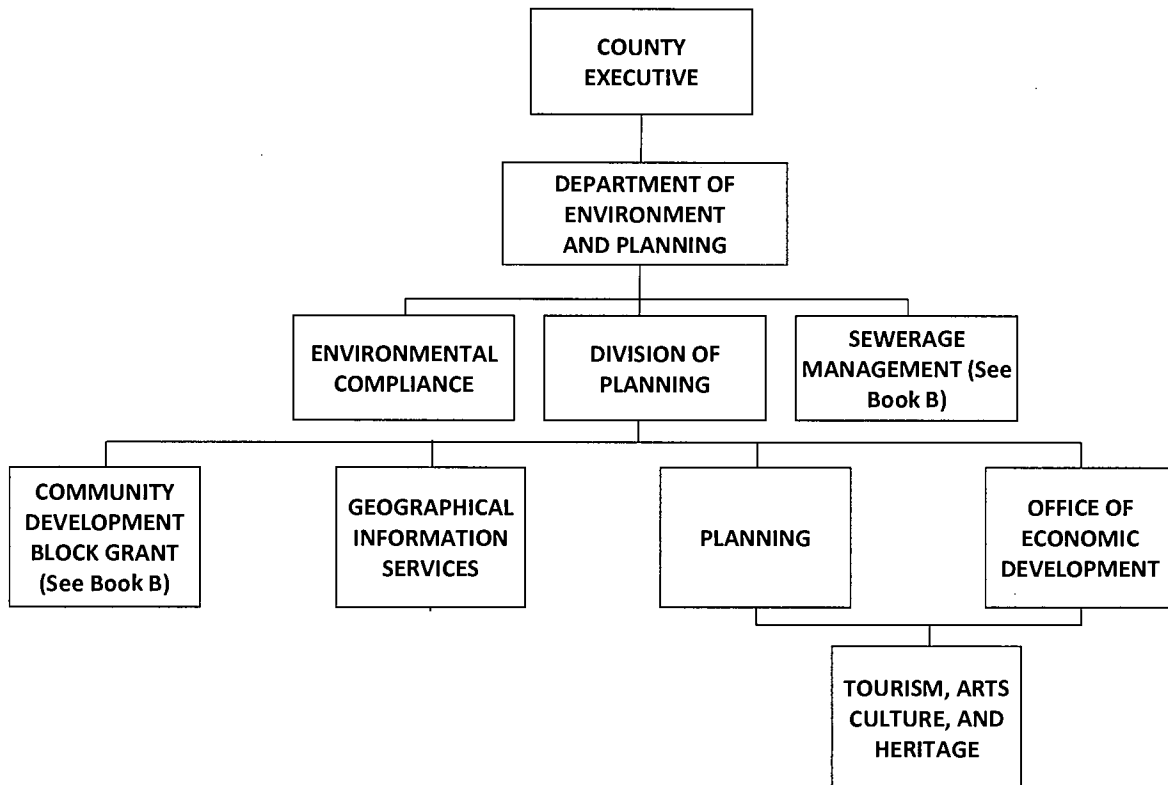 COUNTY
EXECUTIVE
DEPARTMENT OF
ENVIRONMENT
AND PLANNING
ENVIRONMENTAL
COMPLIANCE
DIVISION OF
PLANNING
SEWERAGE
MANAGEMENT (See
Book B)
COMMUNITY
DEVELOPMENT
BLOCK GRANT
(See Book B)
GEOGRAPHICAL
INFORMATION
SERVICES
PLANNING
OFFICE OF
ECONOMIC
DEVELOPMENT
TOURISM, ARTS
CULTURE, AND
HERITAGE